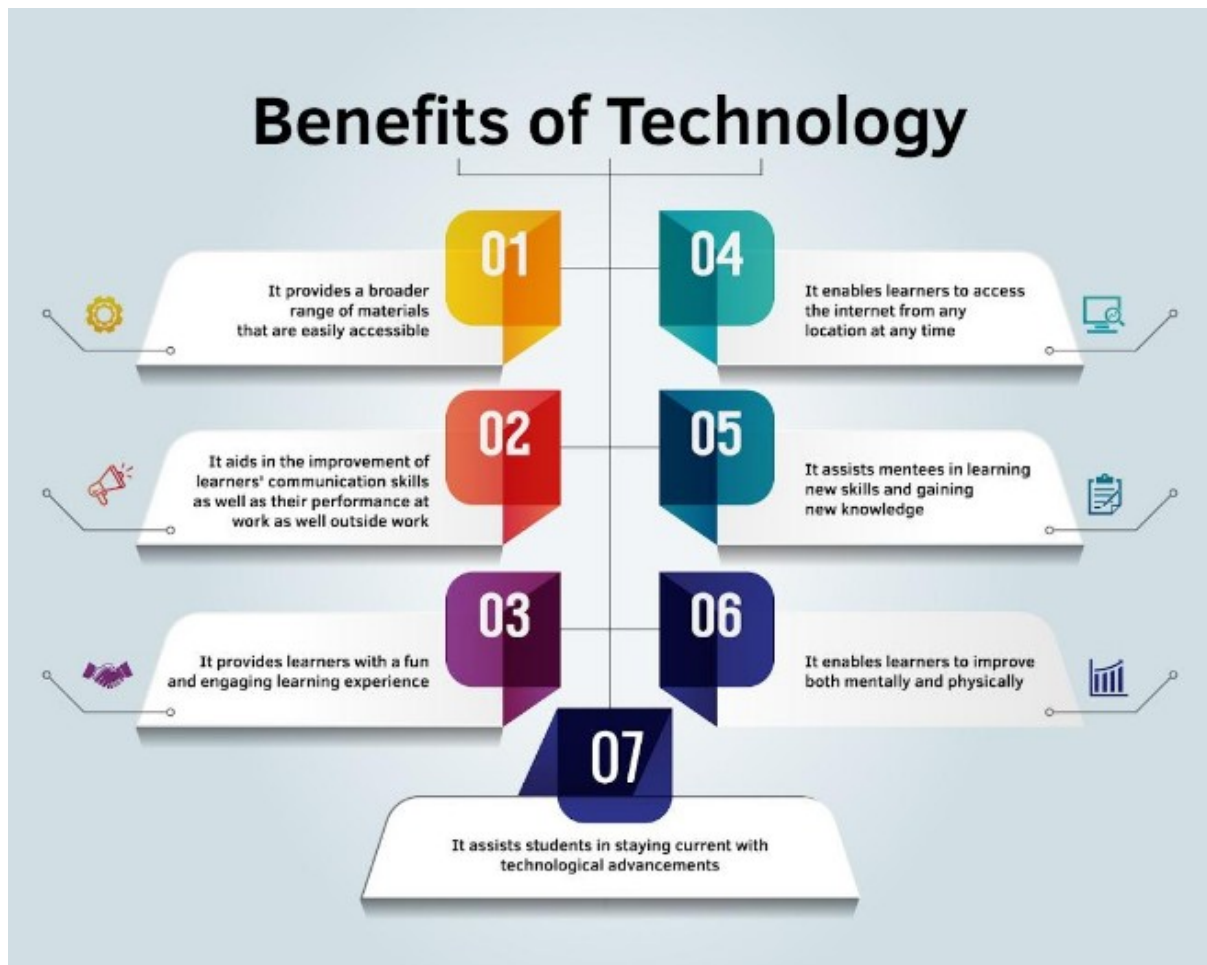 Benefits of Technology
01
It provides a broader
range of materials
that are easily accessible
02
It aids in the improvement of
learners' communication skills
as well as their performance at
work as well outside work
03
It provides learners with a fun
and engaging learning experience
04
It enables learners to access
the internet from any
location at any time
05
It assists mentees in learning
new skills and gaining
new knowledge
06
It enables learners to improve
both mentally and physically
07
It assists students in staying current with
technological advancements